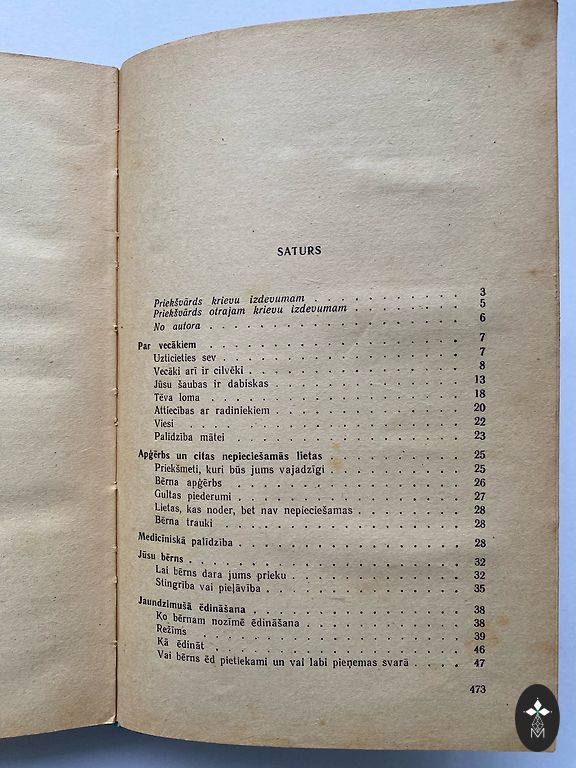 SATURS
Priekšvārds krievu izdevumam . . . . . . . . . . . 3
Priekšvārds otrajam krievu izdevumam . . . . . . . . 5
No autora . . . . . . . . . . . . . . . . . . 6
Par vecākiem . . . . . . . . . . . . . . . . . 7
Uzticieties sev . . . . . . . . . . . . . . . . 7
Vecāki arī ir cilvēki . . . . . . . . . . . . . . 8
Jūsu šaubas ir dabiskas . . . . . . . . . . . . . 13
Tēva loma . . . . . . . . . . . . . . . . . 18
Attiecības ar radiniekiem . . . . . . . . . . . . . 20
Viesi . . . . . . . . . . . . . . . . . . . 22
Palīdzība mātei . . . . . . . . . . . . . . . . 23
Apģērbs un citas nepieciešamās lietas . . . . . . . . . 25
Priekšmeti, kuri būs jums vajadzīgi . . . . . . . . . 25
Bērna apģērbs . . . . . . . . . . . . . . . . 26
Gultas piederumi . . . . . . . . . . . . . . . 27
Lietas, kas noder, bet nav nepieciešamas . . . . . . . 28
Bērna trauki . . . . . . . . . . . . . . . . . 28
Medicīniskā palīdzība . . . . . . . . . . . . . . 28
Jūsu bērns . . . . . . . . . . . . . . . . . . 32
Lai bērns dara jums prieku . . . . . . . . . . . . 32
Stingrība vai pieļāvība . . . . . . . . . . . . . . 35
Jaundzimušā ēdināšana . . . . . . . . . . . . . . 38
Ko bērnam nozīmē ēdināšana . . . . . . . . . . . 38
Režīms . . . . . . . . . . . . . . . . . . 39
Kā ēdināt . . . . . . . . . . . . . . . . . 46
Vai bērns ēd pietiekami un vai labi pieņemas svarā . . . . 47
473
M